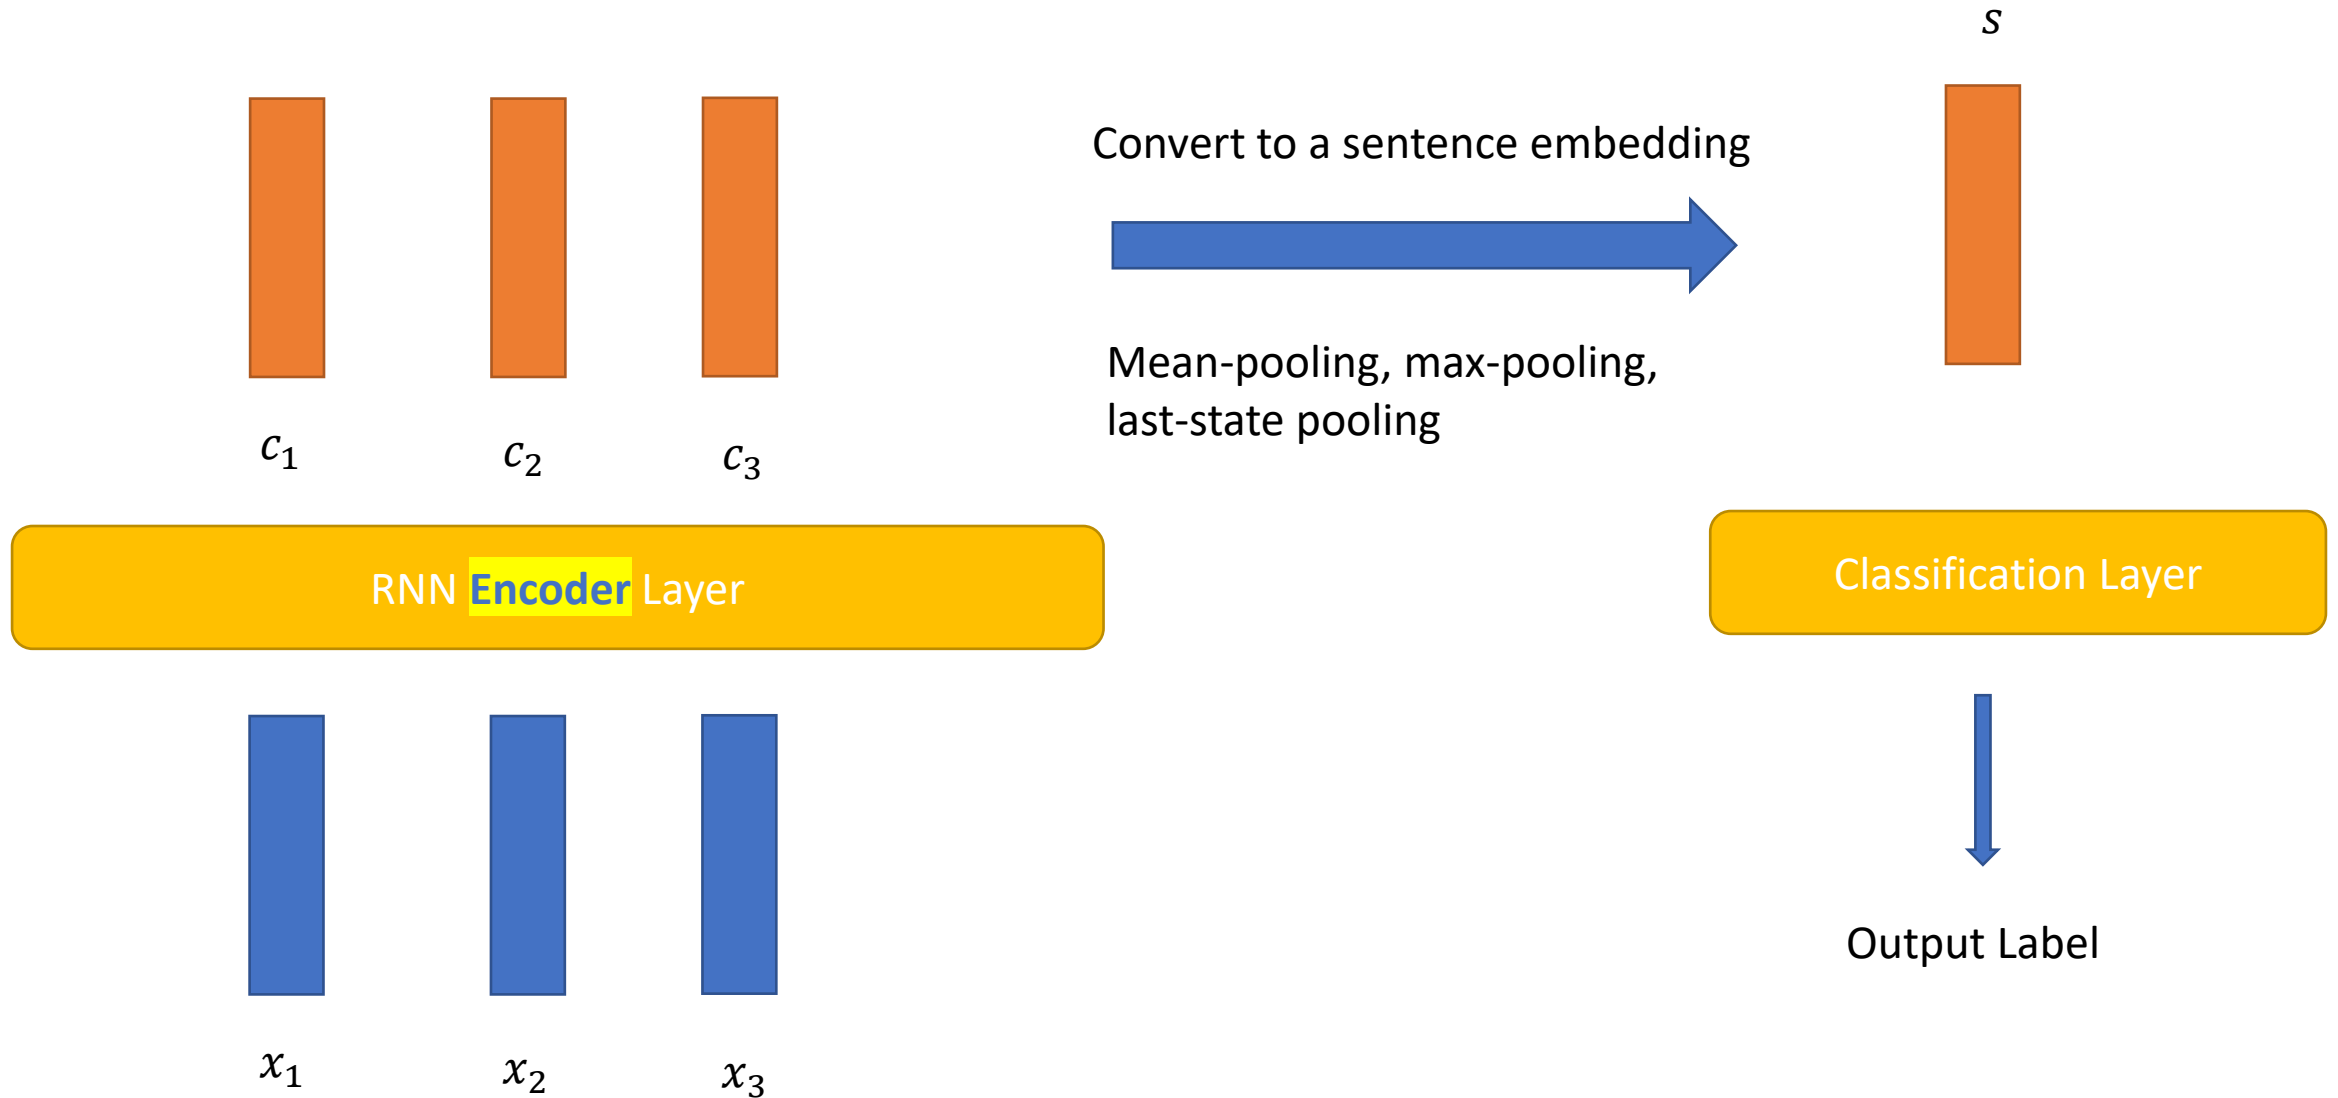 s
Convert to a sentence embedding
Mean-pooling, max-pooling,
last-state pooling
c₁ c₂ c₃
RNN Encoder Layer
Classification Layer
Output Label
x₁ x₂ x₃